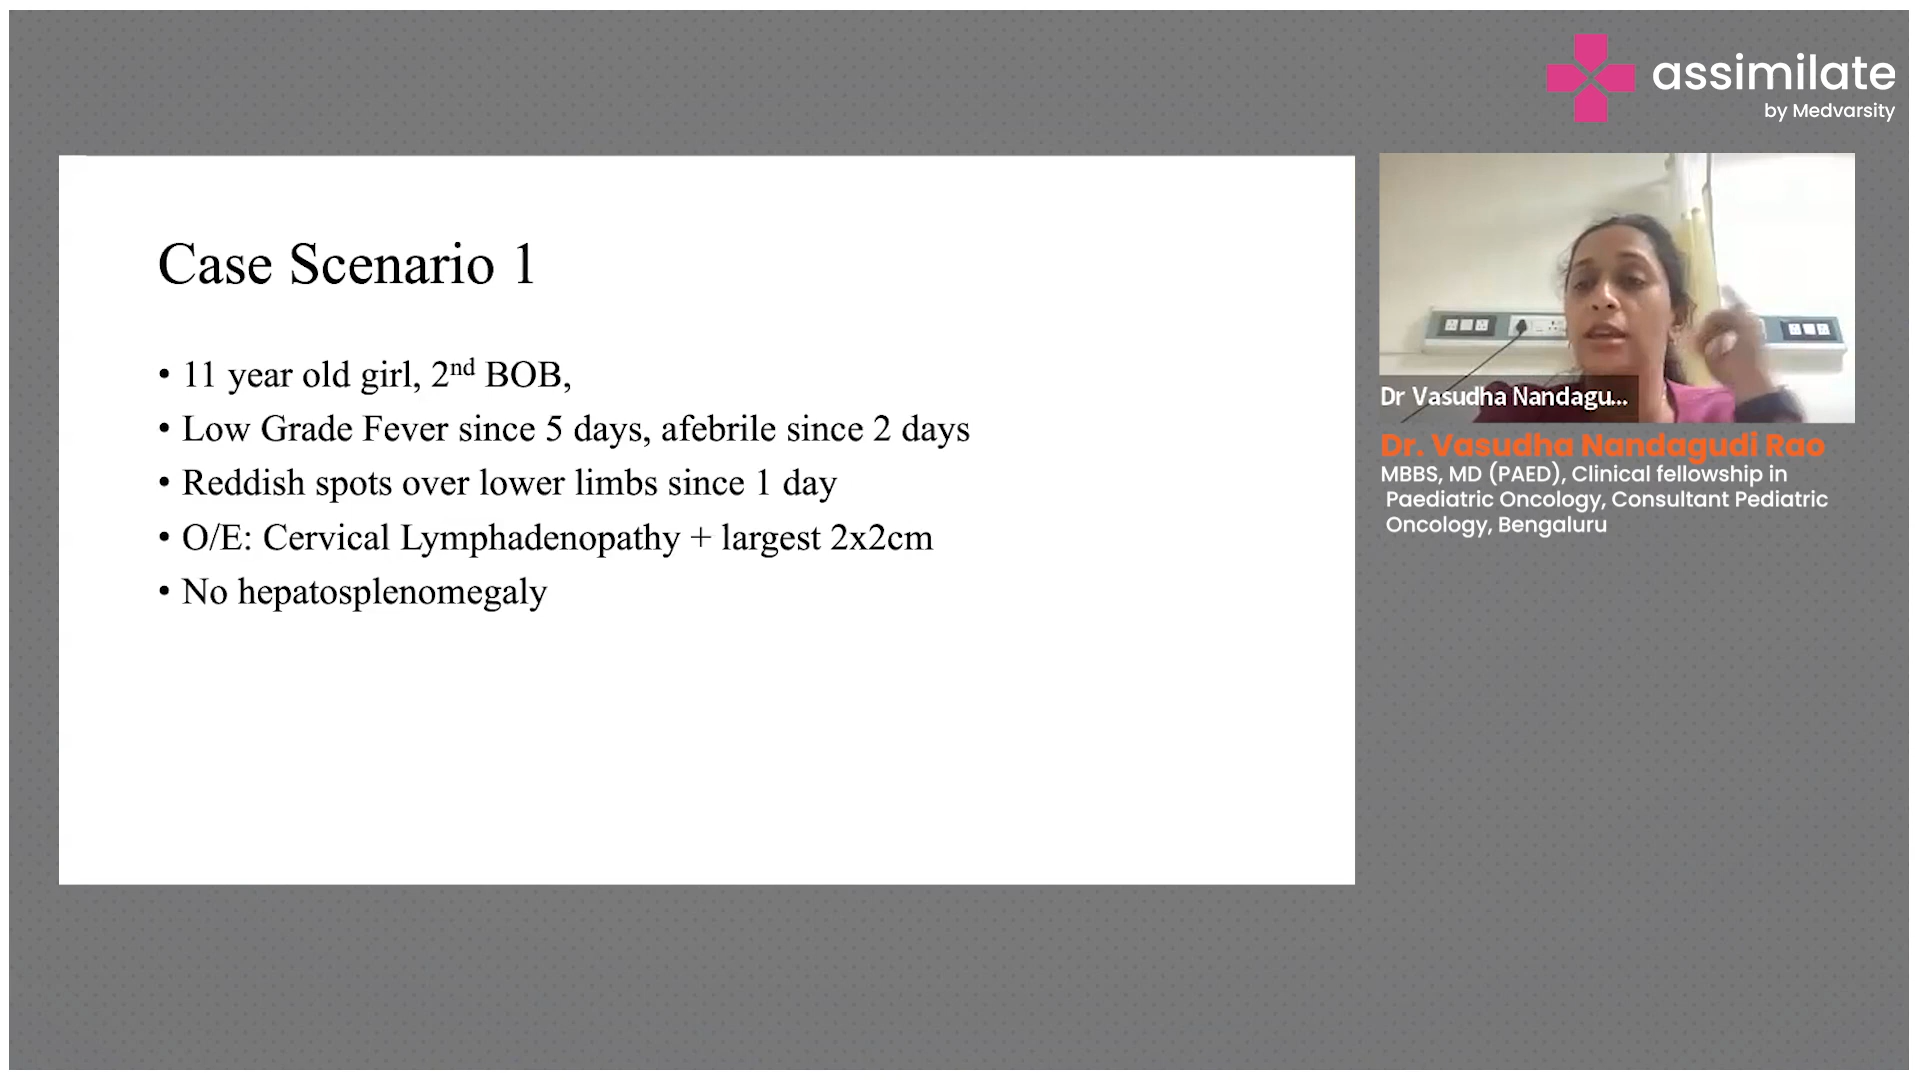 assimilate
by Medvarsity
Case Scenario 1
• 11 year old girl, 2nd BOB,
• Low Grade Fever since 5 days, afebrile since 2 days
• Reddish spots over lower limbs since 1 day
• O/E: Cervical Lymphadenopathy + largest 2x2cm
• No hepatosplenomegaly
Dr Vasudha Nandagu...
Dr. Vasudha Nandagudi Rao
MBBS, MD (PAED), Clinical fellowship in
Paediatric Oncology, Consultant Pediatric
Oncology, Bengaluru